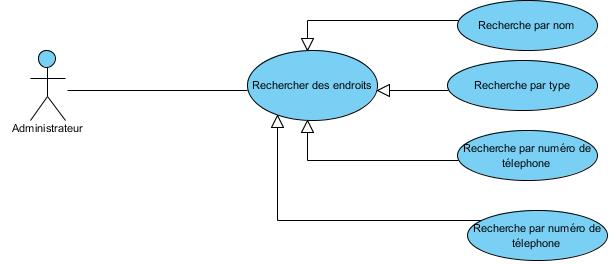 Recherche par nom
Rechercher des endroits
Recherche par type
Administrateur
Recherche par numéro de
télephone
Recherche par numéro de
télephone